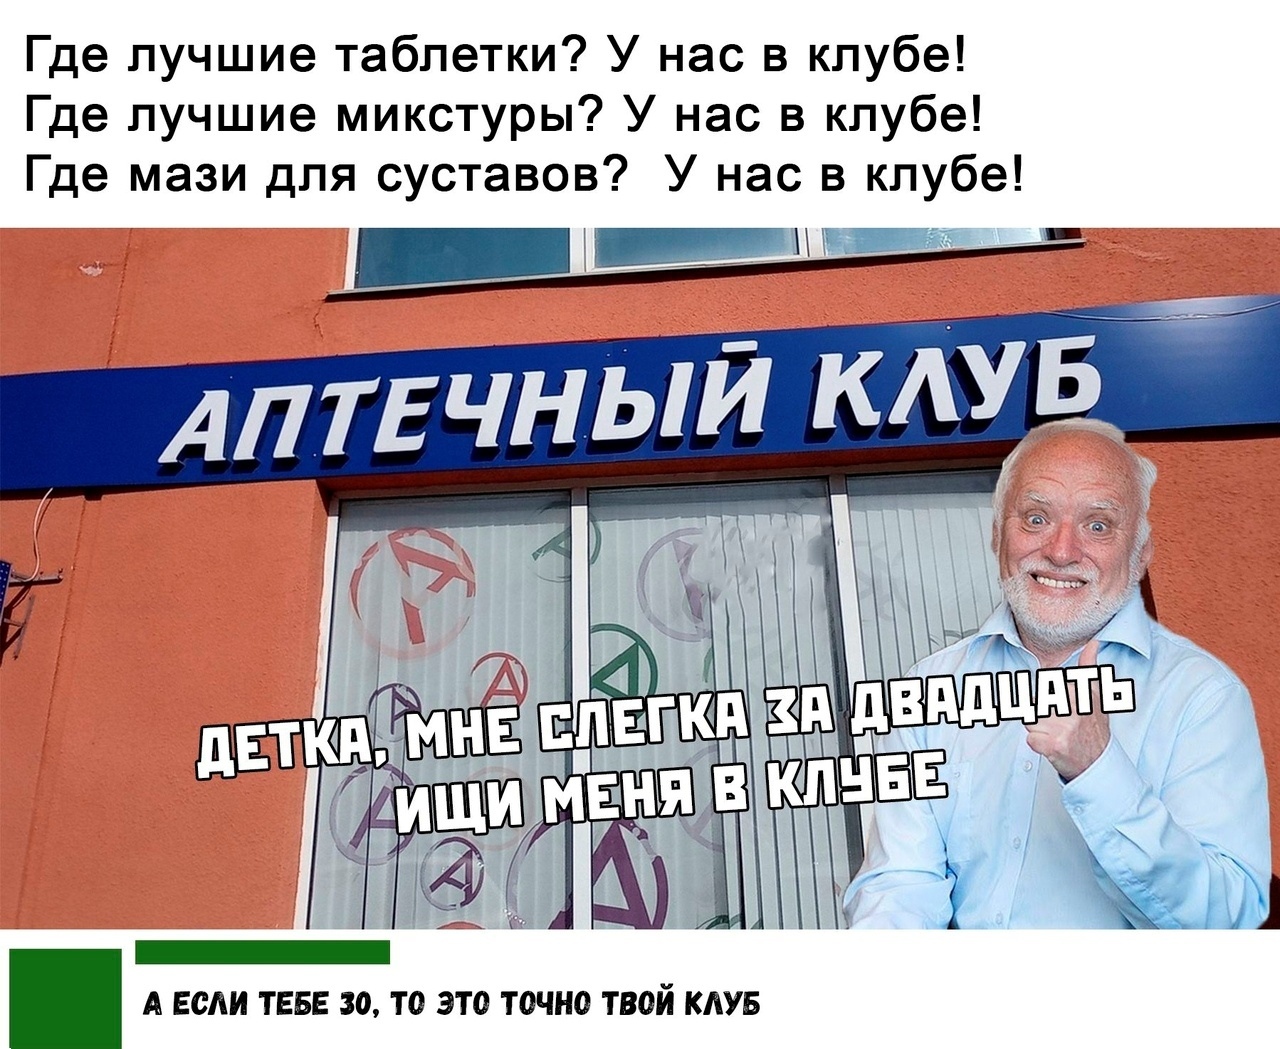 Где лучшие таблетки? У нас в клубе!
Где лучшие микстуры? У нас в клубе!
Где мази для суставов? У нас в клубе!
АПТЕЧНЫЙ КЛУБ
ДЕТКА, МНЕ СЛЕГКА ЗА ДВАДЦАТЬ
ИЩИ МЕНЯ В КЛУБЕ
А ЕСЛИ ТЕБЕ 30, ТО ЭТО ТОЧНО ТВОЙ КЛУБ